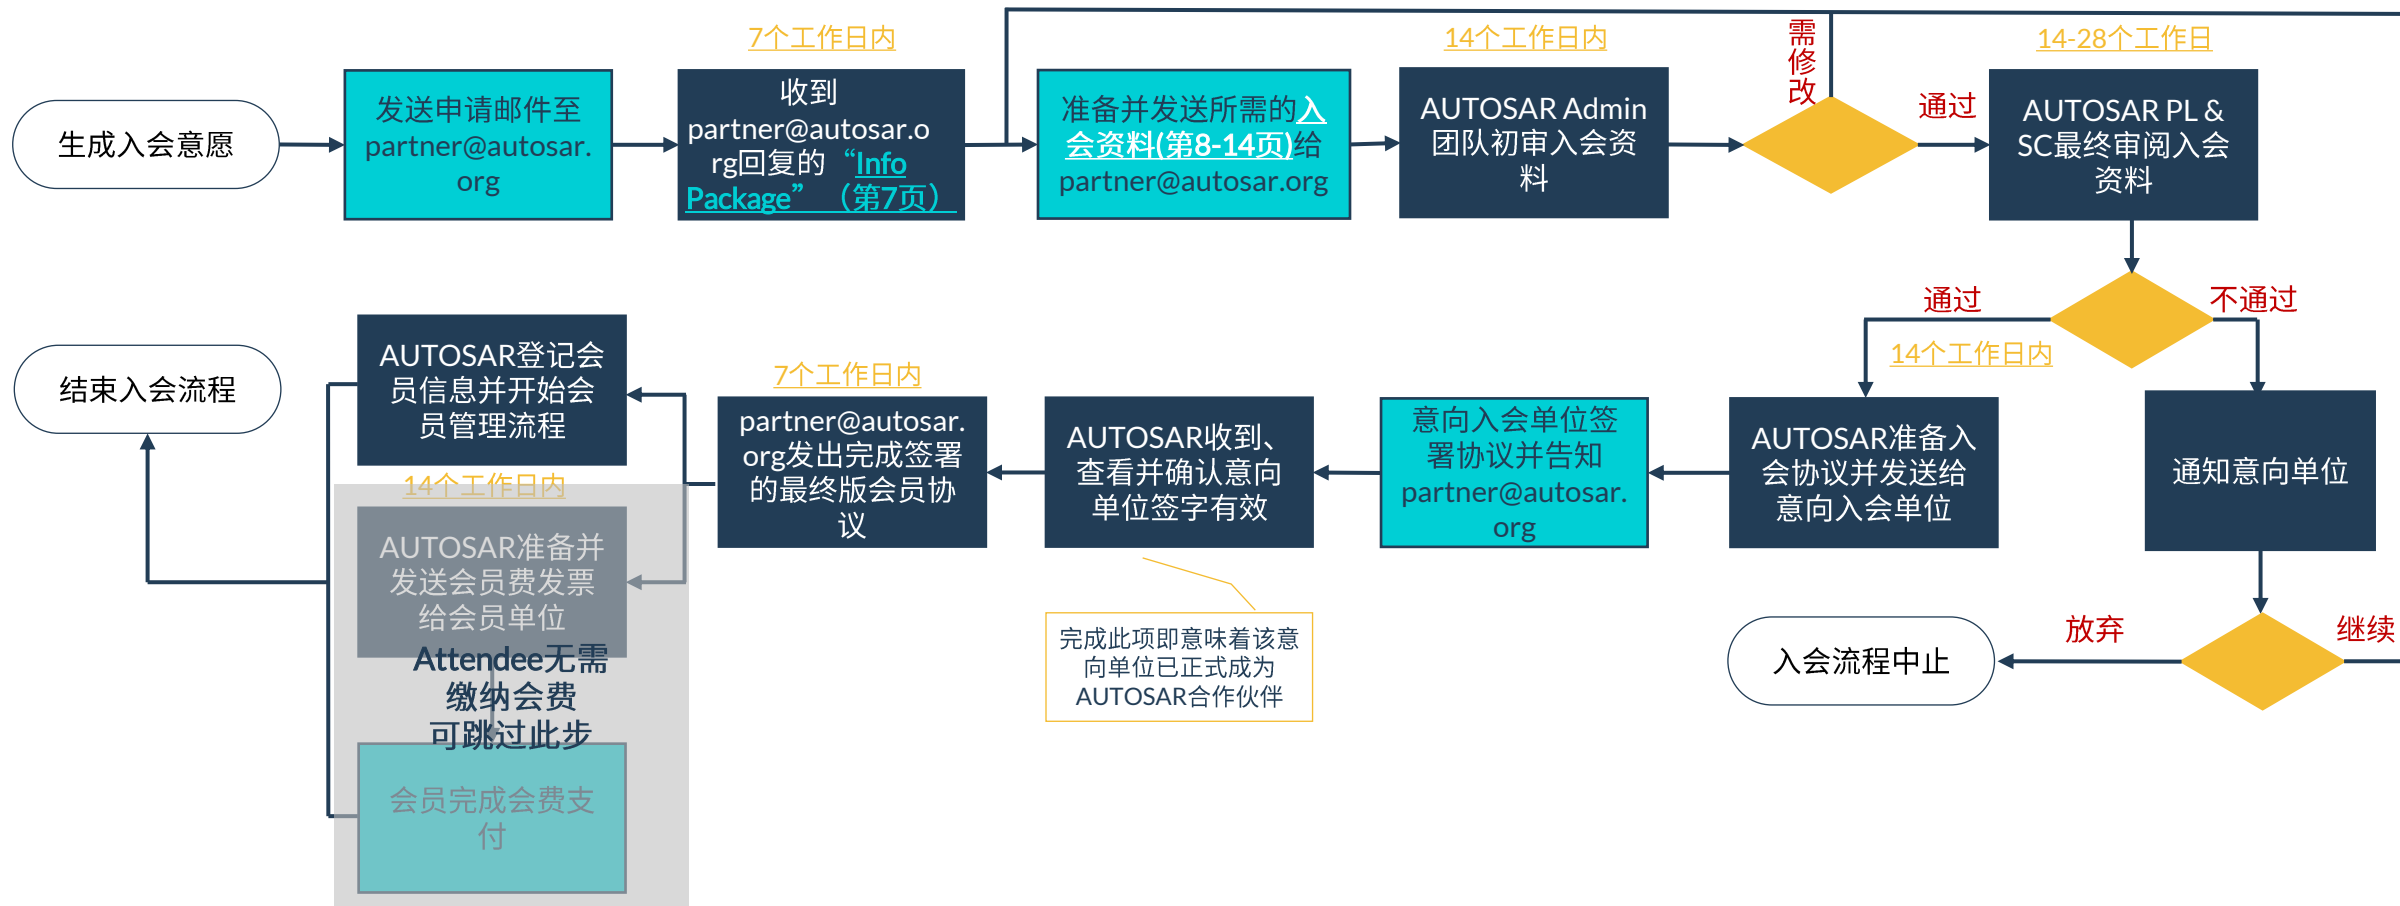 7个工作日内
需
修
改
14个工作日内
14-28个工作日
生成入会意愿
发送申请邮件至
partner@autosar.
org
收到
partner@autosar.o
rg回复的 “Info
Package” （第7页）
准备并发送所需的入
会资料(第8-14页)给
partner@autosar.org
AUTOSAR Admin
团队初审入会资
料
通过
AUTOSAR PL &
SC最终审阅入会
资料
通过
不通过
14个工作日内
结束入会流程
AUTOSAR登记会
员信息并开始会
员管理流程
7个工作日内
partner@autosar.
org发出完成签署
的最终版会员协
议
AUTOSAR收到、
查看并确认意向
单位签字有效
意向入会单位签
署协议并告知
partner@autosar.
org
AUTOSAR准备入
会协议并发送给
意向入会单位
通知意向单位
14个工作日内
AUTOSAR准备并
发送会员费发票
给会员单位
Attendee无需
缴纳会费
可跳过此步
会员完成会费支
付
完成此项即意味着该意
向单位已正式成为
AUTOSAR合作伙伴
入会流程中止
放弃
继续